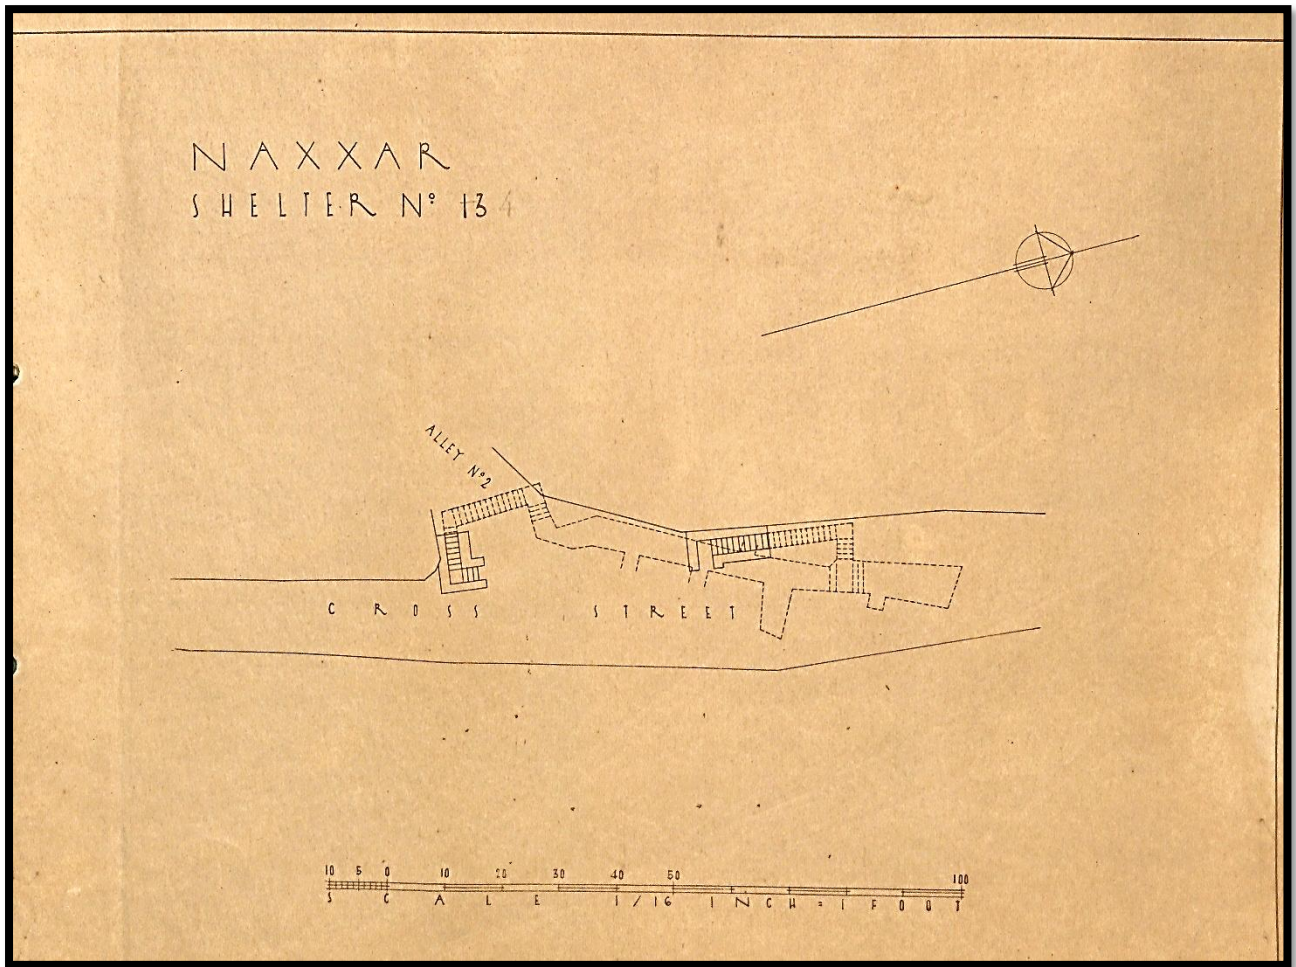 NAXXAR
SHELTER Nº 13 4
ALLEY Nº2
CROSS STREET
10 5 0 10 20 30 40 50 100
SCALE 1/16 INCH = 1 FOOT